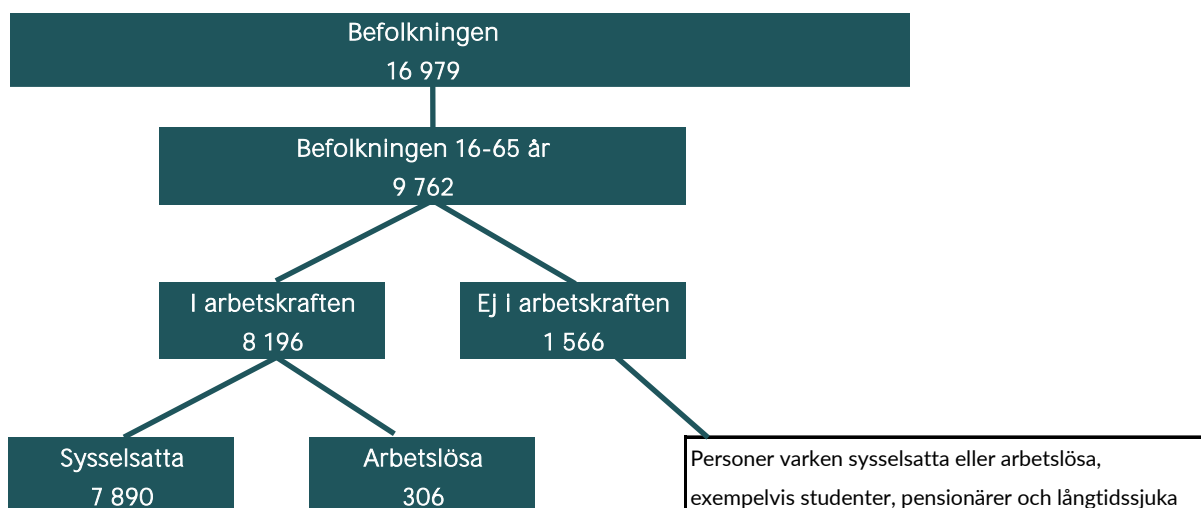 Befolkningen
16 979
Befolkningen 16-65 år
9 762
I arbetskraften
8 196
Ej i arbetskraften
1 566
Sysselsatta
7 890
Arbetslösa
306
Personer varken sysselsatta eller arbetslösa,
exempelvis studenter, pensionärer och långtidssjuka